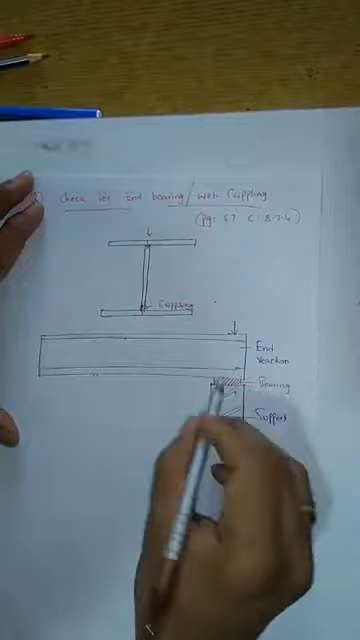 Check for End bearing/web Crippling
(pg: 67 C: 8.7.4)
Crippling
End
reaction
Bearing
Support